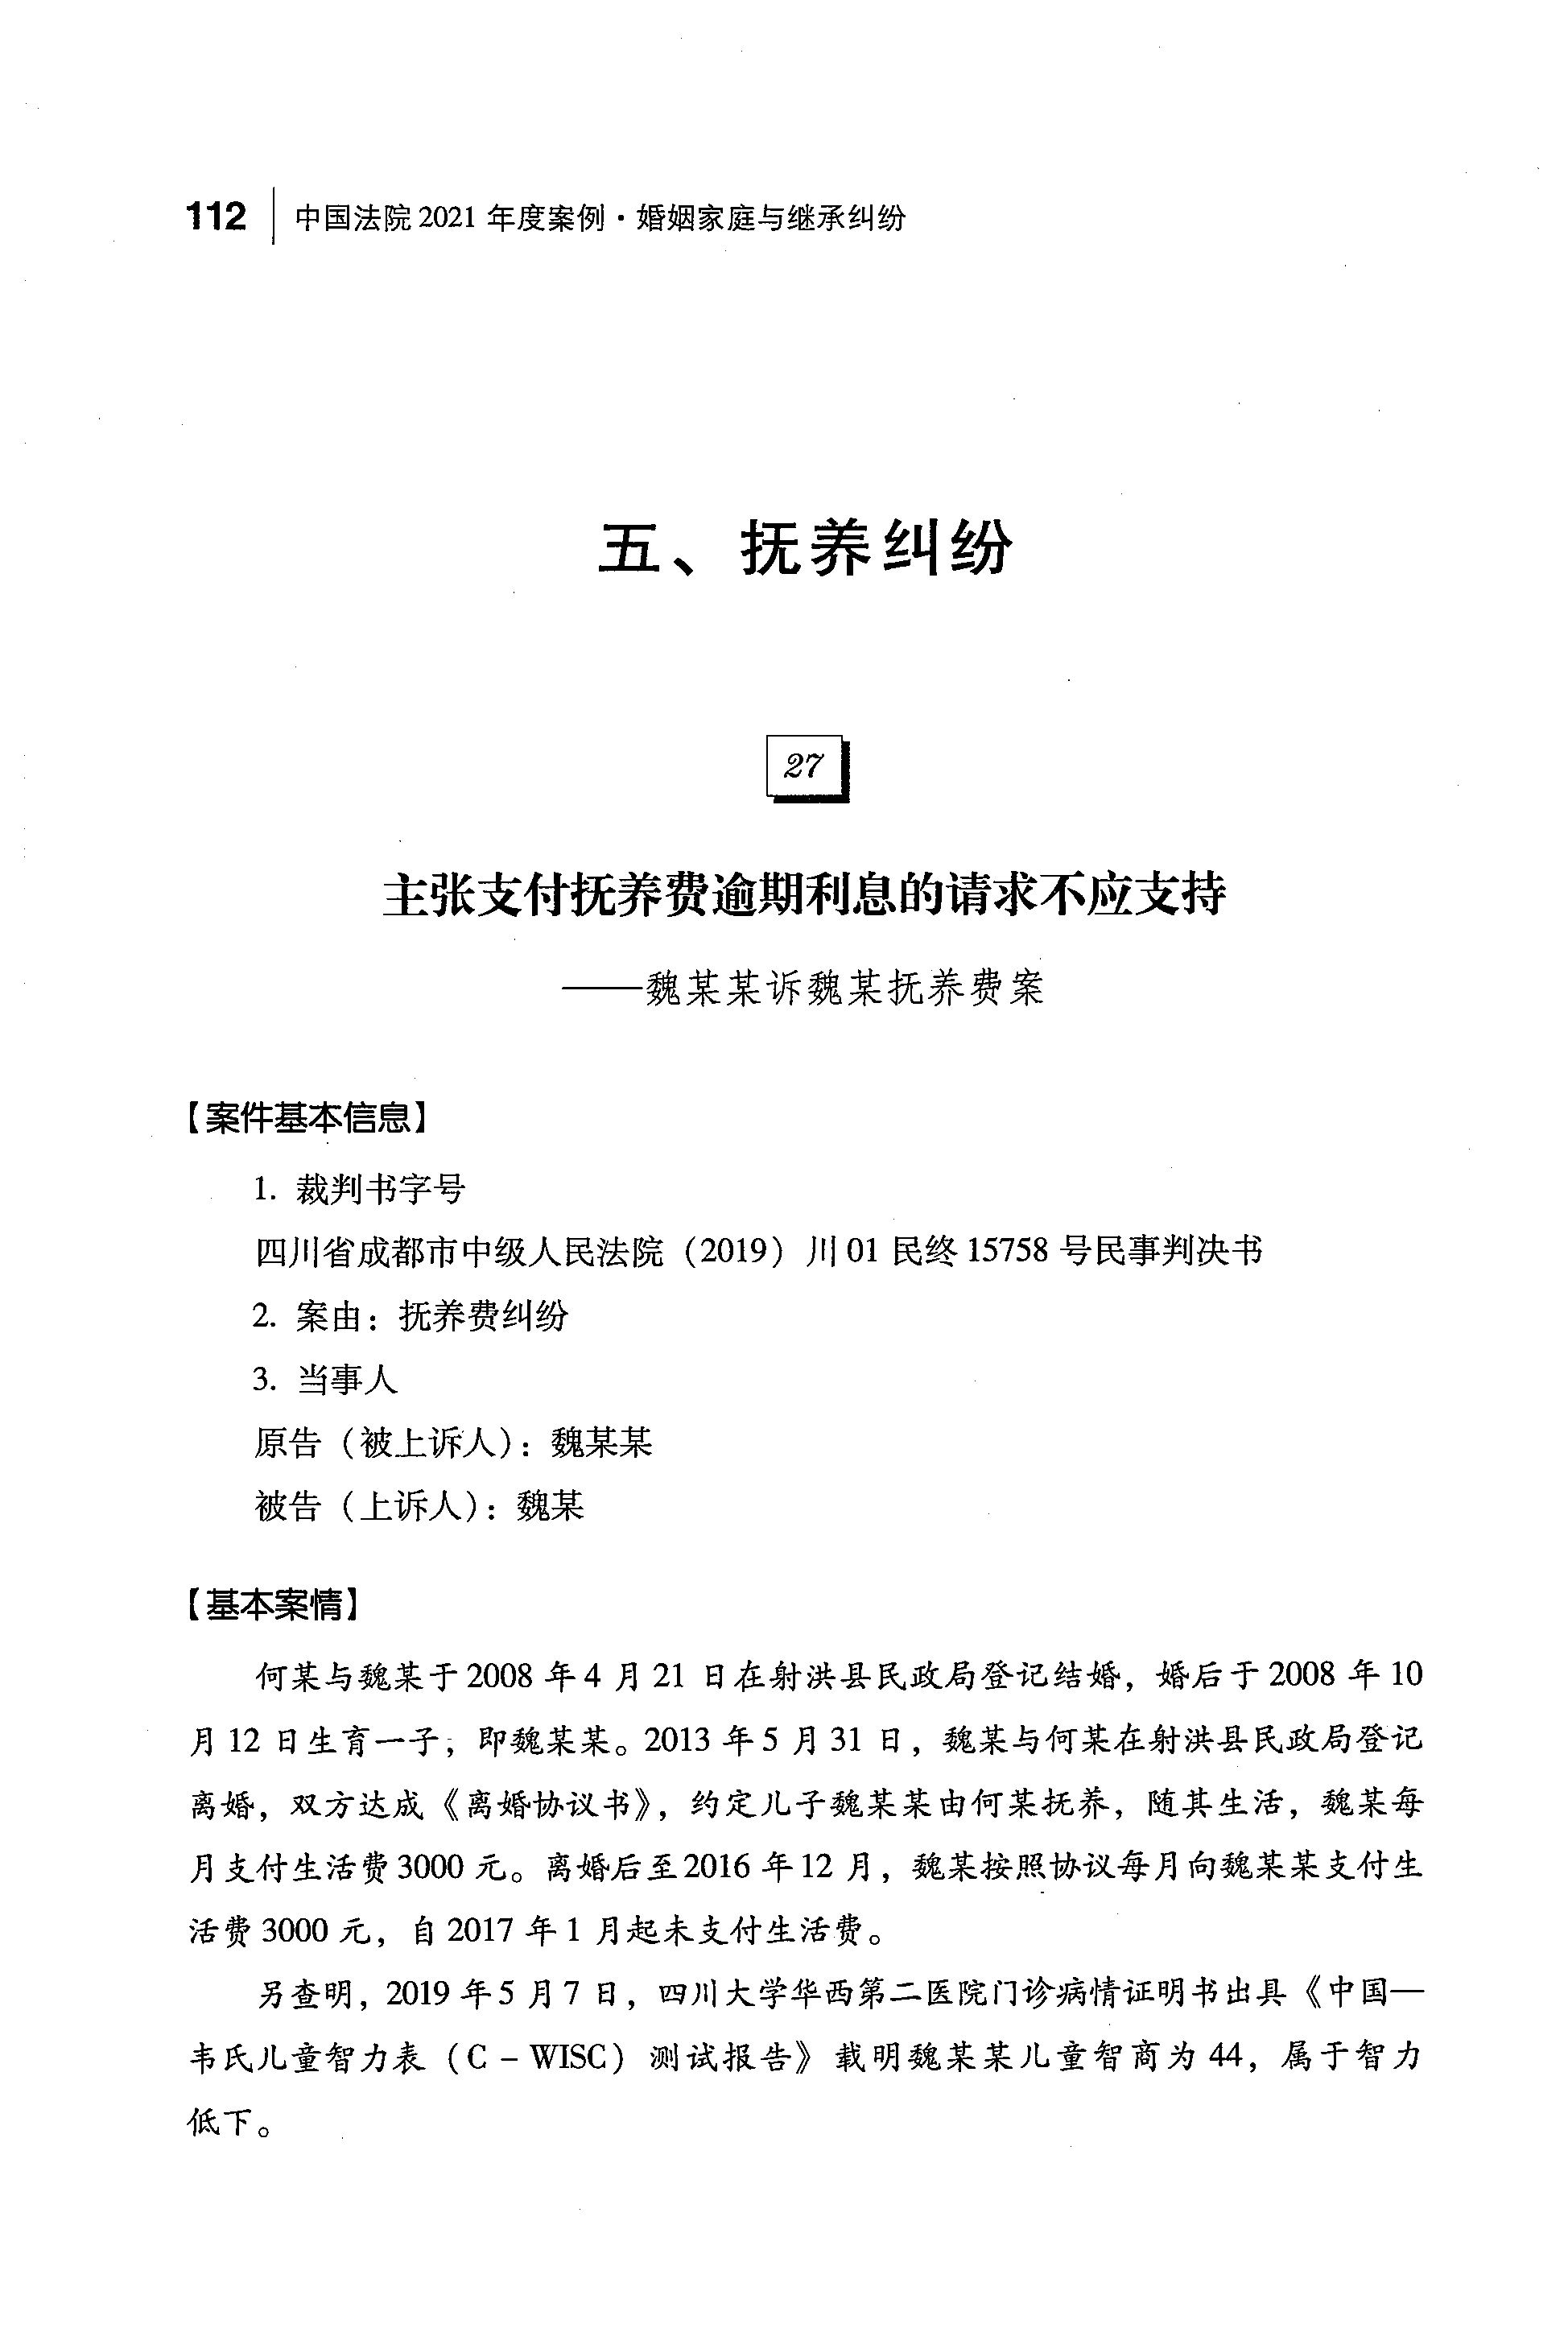 112 中国法院 2021 年度案例·婚姻家庭与继承纠纷
五、抚养纠纷
27
主张支付抚养费逾期利息的请求不应支持
——魏某某诉魏某抚养费案
【案件基本信息】
1. 裁判书字号
四川省成都市中级人民法院（2019）川 01 民终 15758 号民事判决书
2. 案由：抚养费纠纷
3. 当事人
原告（被上诉人）：魏某某
被告（上诉人）：魏某
【基本案情】
何某与魏某于 2008 年 4 月 21 日在射洪县民政局登记结婚，婚后于 2008 年 10
月 12 日生育一子，即魏某某。2013 年 5 月 31 日，魏某与何某在射洪县民政局登记
离婚，双方达成《离婚协议书》，约定儿子魏某某由何某抚养，随其生活，魏某每
月支付生活费 3000 元。离婚后至 2016 年 12 月，魏某按照协议每月向魏某某支付生
活费 3000 元，自 2017 年 1 月起未支付生活费。
另查明，2019 年 5 月 7 日，四川大学华西第二医院门诊病情证明书出具《中国—
韦氏儿童智力表（C－WISC）测试报告》载明魏某某儿童智商为 44，属于智力
低下。